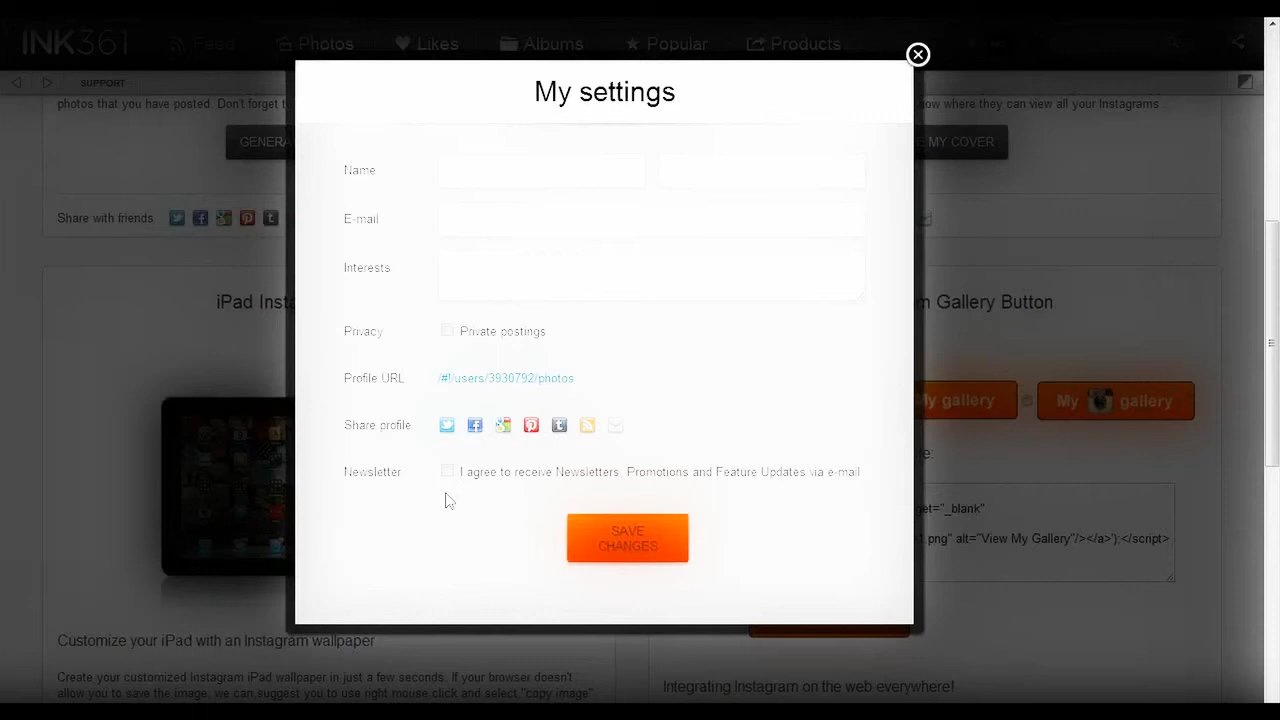 INK361
Feed
Photos
Likes
Albums
Popular
Products
SUPPORT
My settings
photos that you have posted. Don't forget
now where they can view all your Instagrams
GENERA
MY COVER
Name
Share with friends
E-mail
Interests
iPad Inst
Gallery Button
Privacy
Private postings
Profile URL
/#!/users/3930792/photos
My gallery
My gallery
Share profile
Newsletter
I agree to receive Newsletters, Promotions and Feature Updates via e-mail
get="_blank"
SAVE
CHANGES
.png" alt="View My Gallery"/></a>');</script>
Customize your iPad with an Instagram wallpaper
Create your customized Instagram iPad wallpaper in just a few seconds. If your browser doesn't
allow you to save the image, we can suggest you to use right mouse click and select "copy image"
Integrating Instagram on the web everywhere!